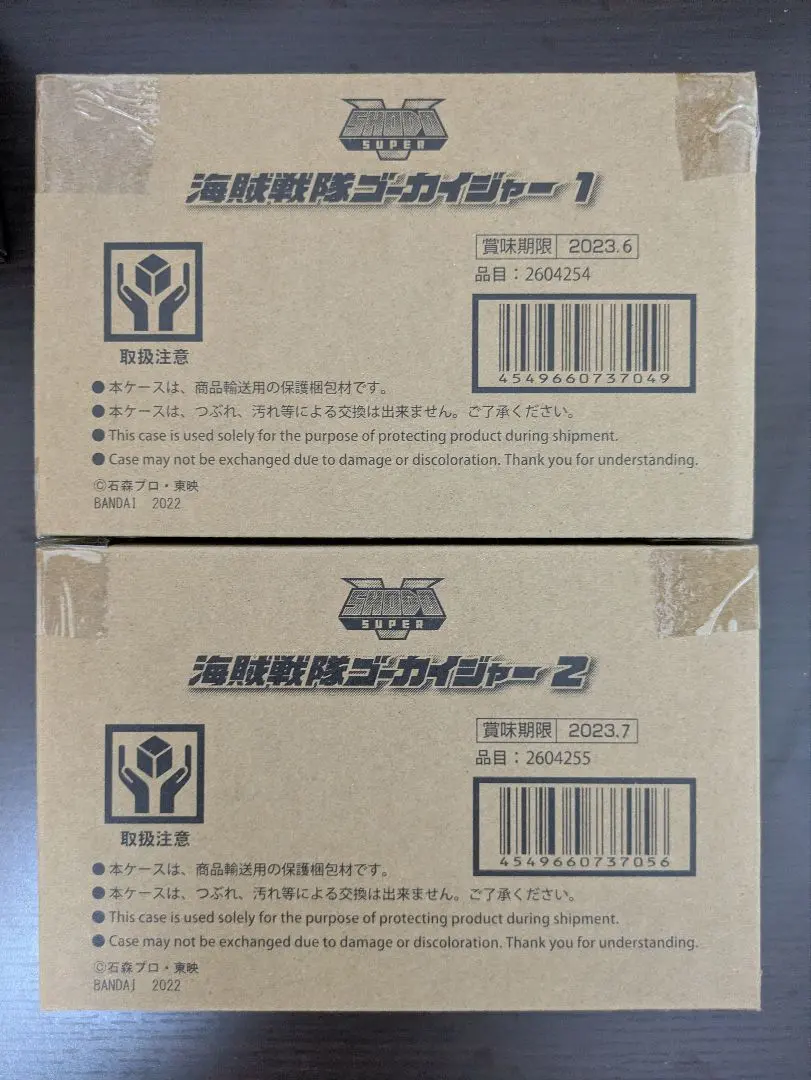 SHODO
SUPER
海賊戦隊ゴーカイジャー 1
賞味期限 2023.6
品目：2604254
4549660737049
取扱注意
●本ケースは、商品輸送用の保護梱包材です。
●本ケースは、つぶれ、汚れ等による交換は出来ません。ご了承ください。
●This case is used solely for the purpose of protecting product during shipment.
●Case may not be exchanged due to damage or discoloration. Thank you for understanding.
©石森プロ・東映
BANDAI 2022
SHODO
SUPER
海賊戦隊ゴーカイジャー 2
賞味期限 2023.7
品目：2604255
4549660737056
取扱注意
●本ケースは、商品輸送用の保護梱包材です。
●本ケースは、つぶれ、汚れ等による交換は出来ません。ご了承ください。
●This case is used solely for the purpose of protecting product during shipment.
●Case may not be exchanged due to damage or discoloration. Thank you for understanding.
©石森プロ・東映
BANDAI 2022